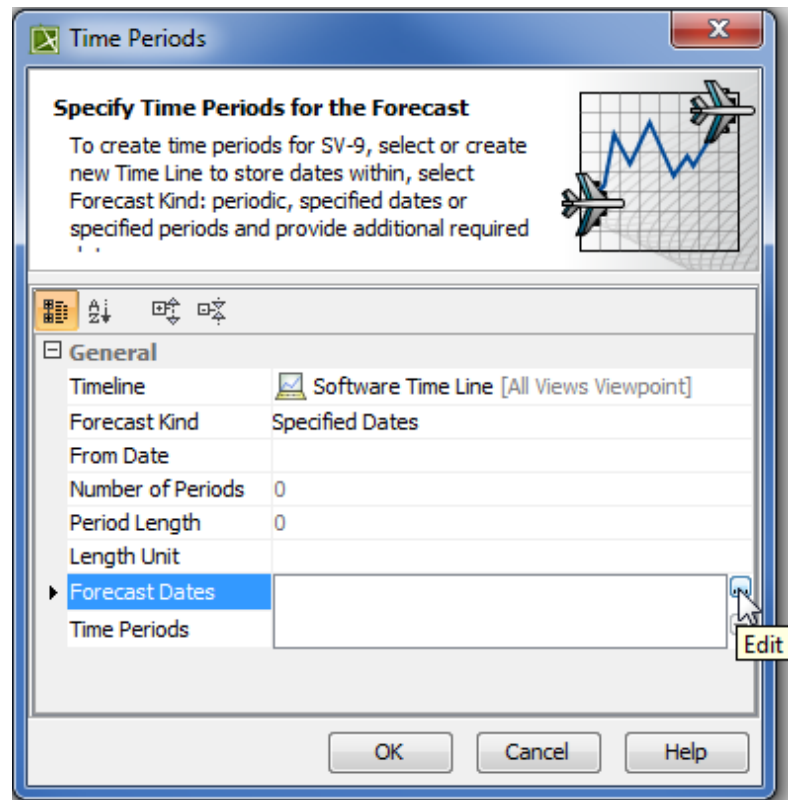 Time Periods
Specify Time Periods for the Forecast
To create time periods for SV-9, select or create
new Time Line to store dates within, select
Forecast Kind: periodic, specified dates or
specified periods and provide additional required
A
Z
General
Timeline Software Time Line [All Views Viewpoint]
Forecast Kind Specified Dates
From Date
Number of Periods 0
Period Length 0
Length Unit
Forecast Dates
Time Periods
Edit
OK Cancel Help